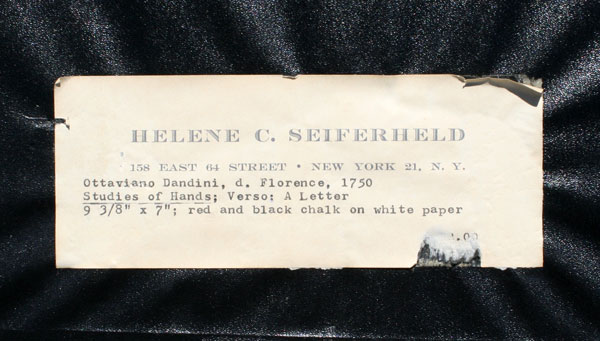 HELENE C. SEIFERHELD
158 EAST 64 STREET • NEW YORK 21, N. Y.
Ottaviano Dandini, d. Florence, 1750
Studies of Hands; Verso: A Letter
9 3/8" x 7"; red and black chalk on white paper